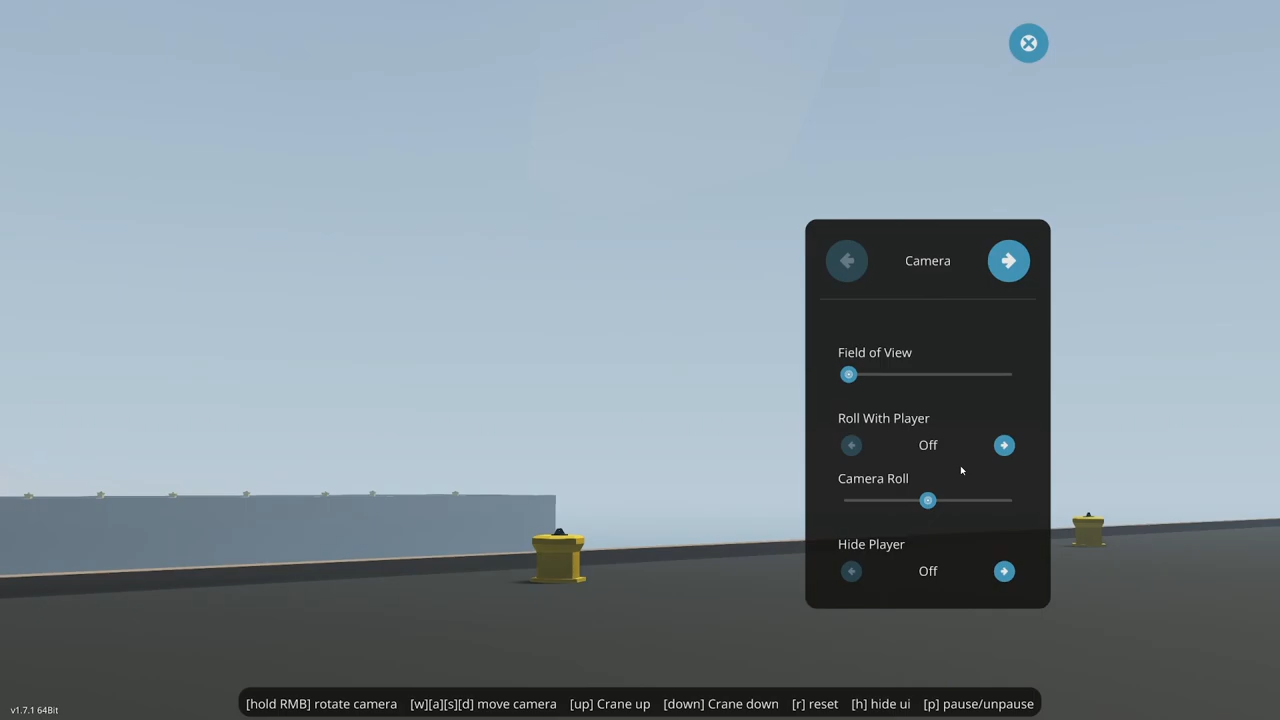 Camera
Field of View
Roll With Player
Off
Camera Roll
Hide Player
Off
[hold RMB] rotate camera [w][a][s][d] move camera [up] Crane up [down] Crane down [r] reset [h] hide ui [p] pause/unpause
v1.7.1 64Bit